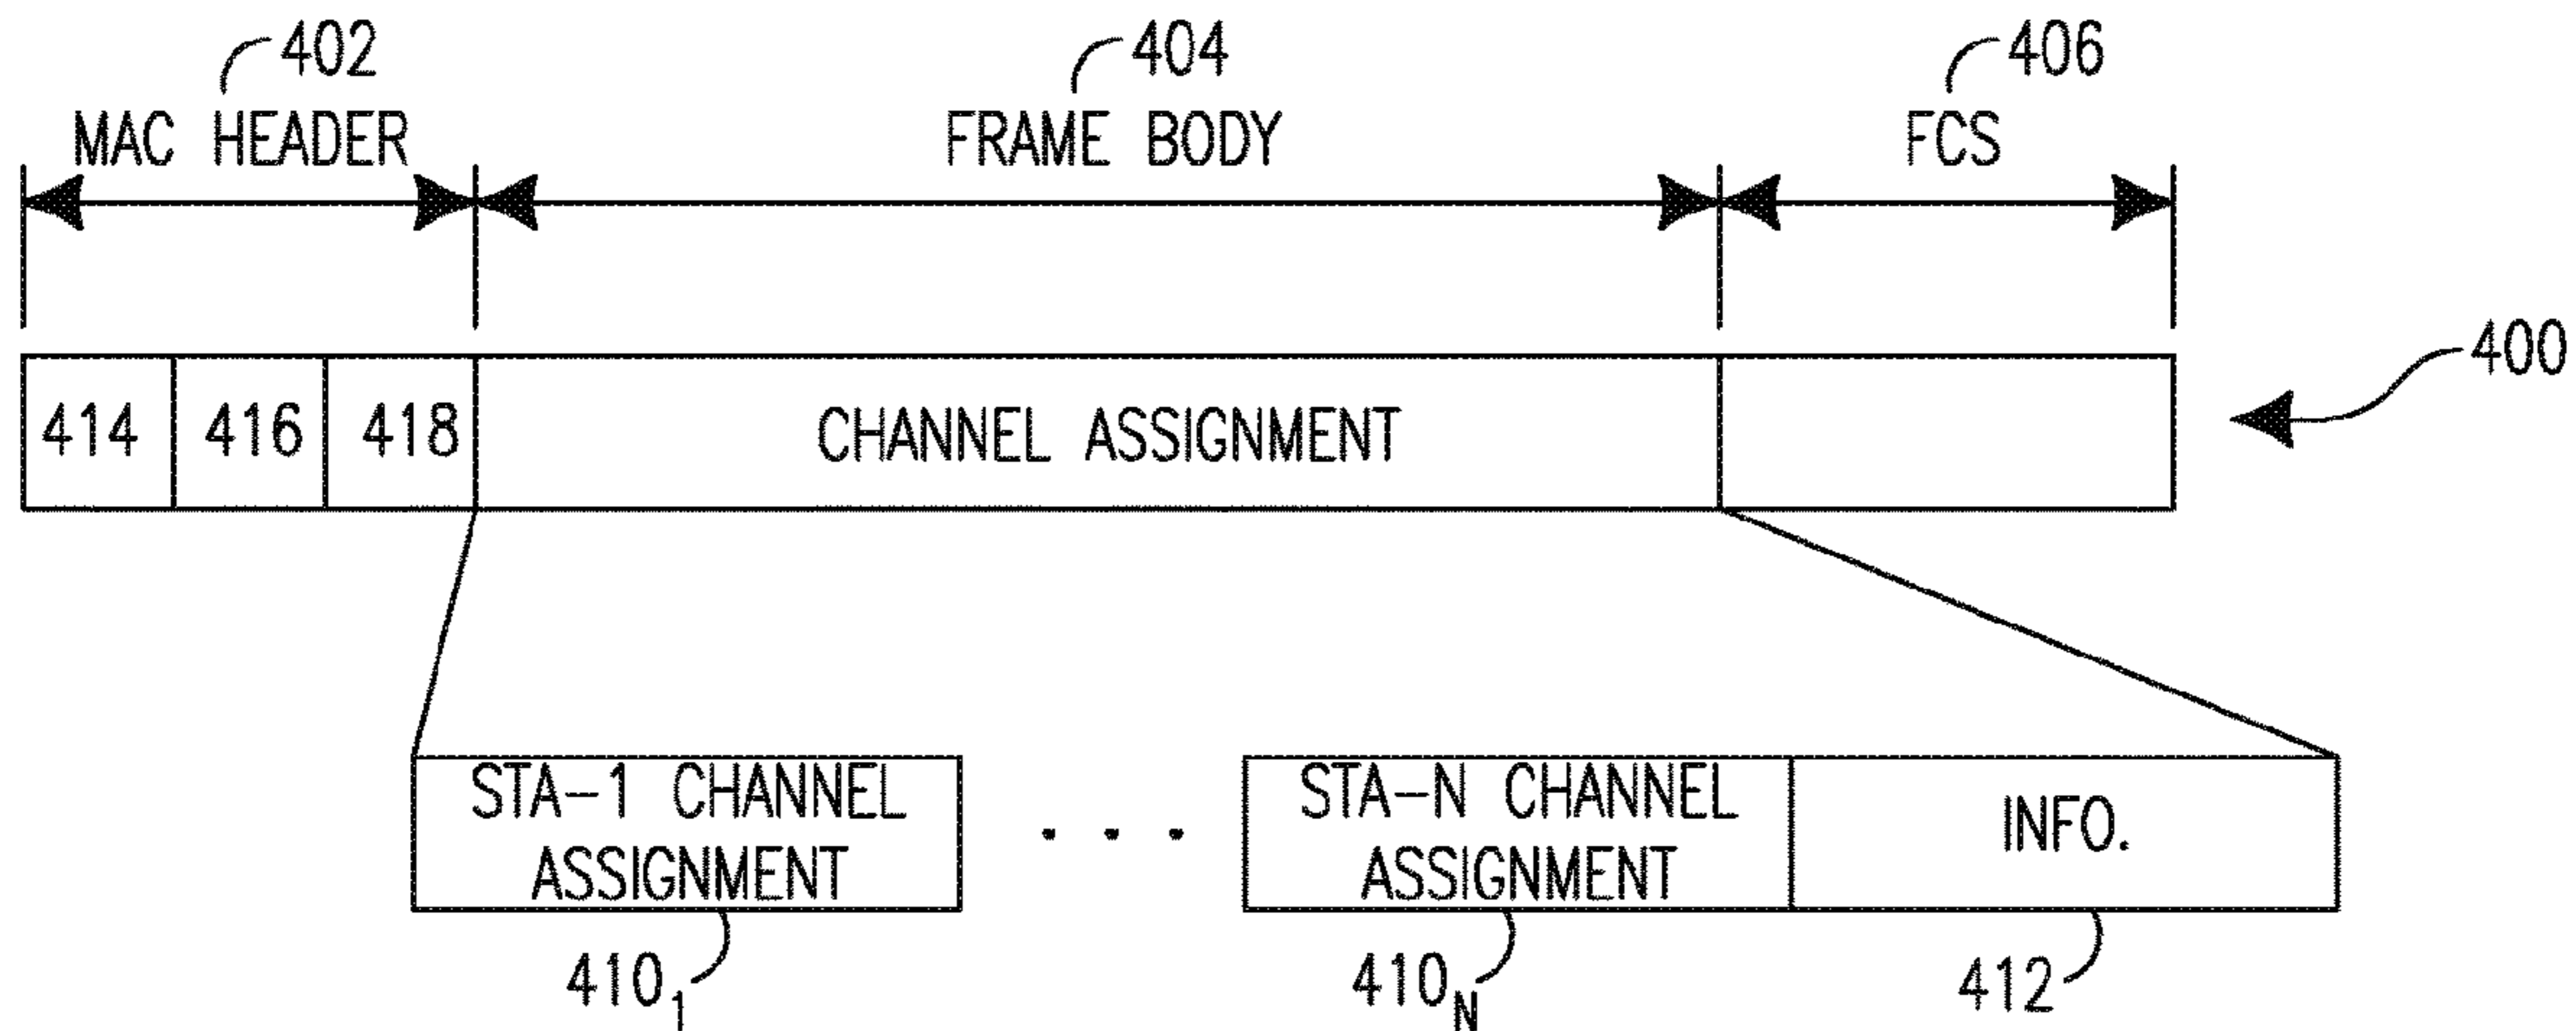 402 404 406
MAC HEADER FRAME BODY FCS
400
414 416 418 CHANNEL ASSIGNMENT
STA-1 CHANNEL ASSIGNMENT
. . .
STA-N CHANNEL ASSIGNMENT
INFO.
410₁ 410_N 412